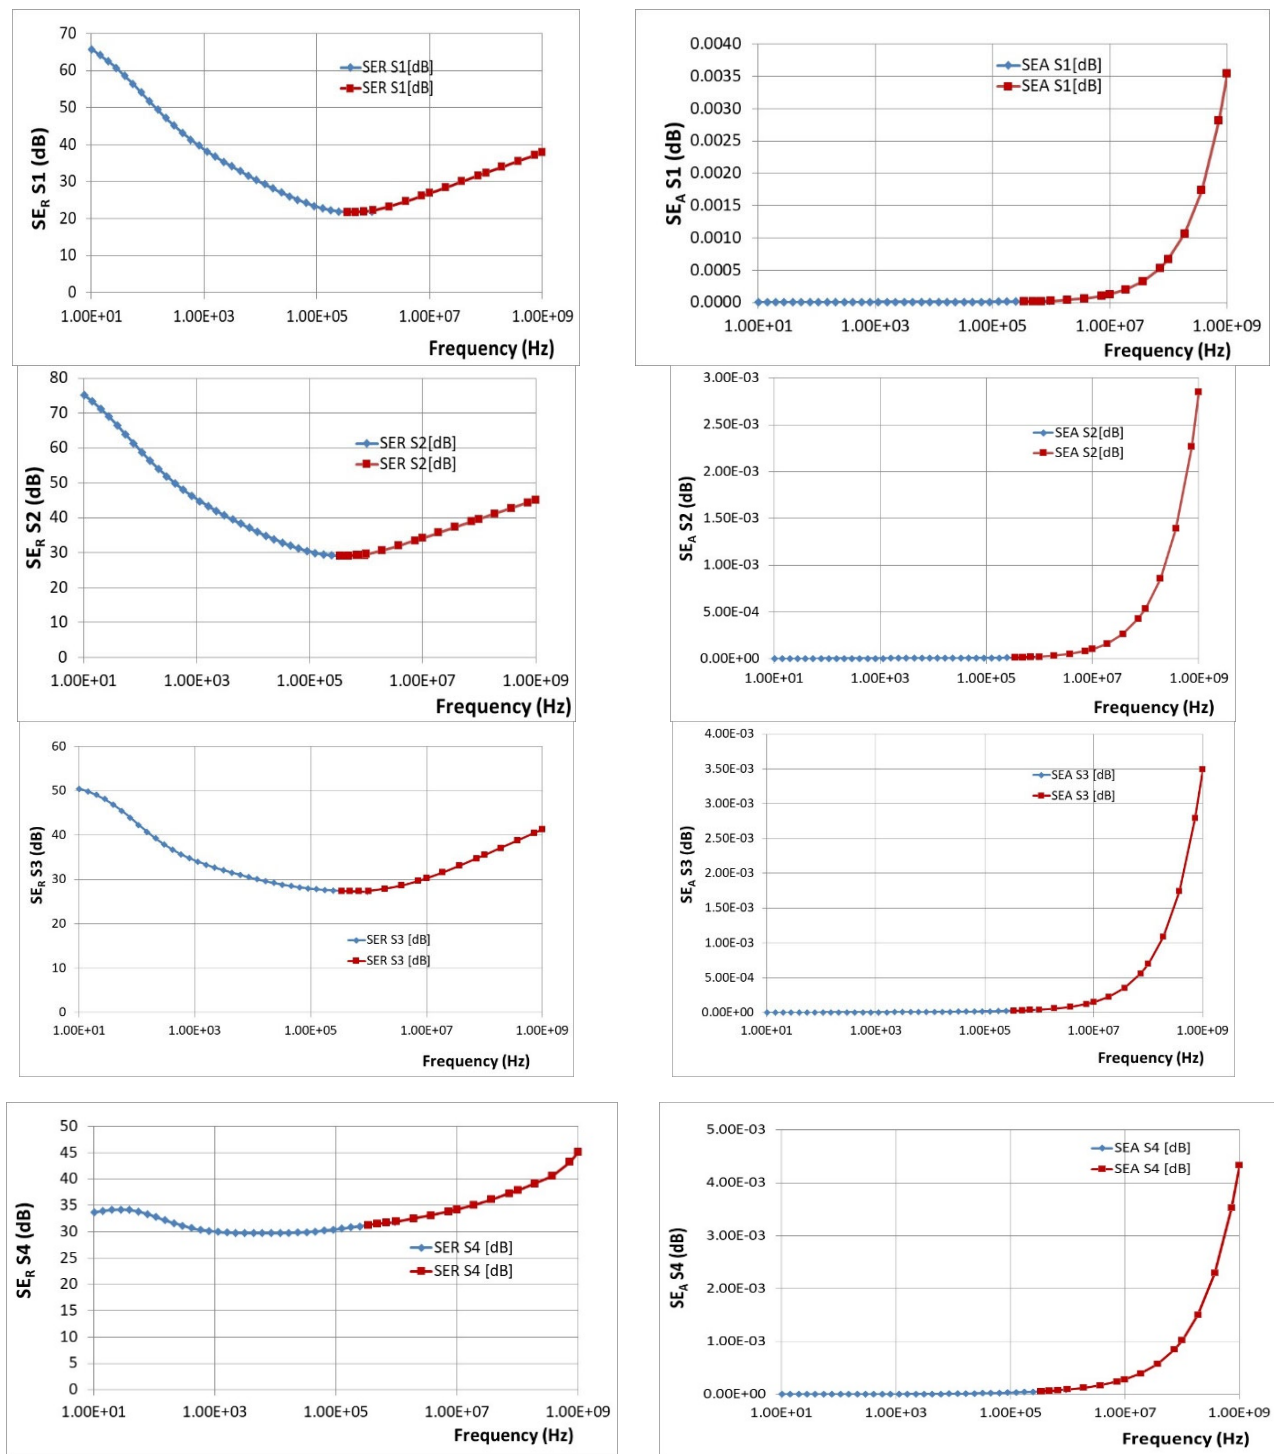 70
60
50
40
30
20
10
0
SER S1[dB]
SER S1[dB]
SE_R S1 (dB)
1.00E+01 1.00E+03 1.00E+05 1.00E+07 1.00E+09
Frequency (Hz)
0.0040
0.0035
0.0030
0.0025
0.0020
0.0015
0.0010
0.0005
0.0000
SEA S1[dB]
SEA S1[dB]
SE_A S1 (dB)
1.00E+01 1.00E+03 1.00E+05 1.00E+07 1.00E+09
Frequency (Hz)
80
70
60
50
40
30
20
10
0
SER S2[dB]
SER S2[dB]
SE_R S2 (dB)
1.00E+01 1.00E+03 1.00E+05 1.00E+07 1.00E+09
Frequency (Hz)
3.00E-03
2.50E-03
2.00E-03
1.50E-03
1.00E-03
5.00E-04
0.00E+00
SEA S2[dB]
SEA S2[dB]
SE_A S2 (dB)
1.00E+01 1.00E+03 1.00E+05 1.00E+07 1.00E+09
Frequency (Hz)
60
50
40
30
20
10
0
SER S3 [dB]
SER S3 [dB]
SE_R S3 (dB)
1.00E+01 1.00E+03 1.00E+05 1.00E+07 1.00E+09
Frequency (Hz)
4.00E-03
3.50E-03
3.00E-03
2.50E-03
2.00E-03
1.50E-03
1.00E-03
5.00E-04
0.00E+00
SEA S3 [dB]
SEA S3 [dB]
SE_A S3 (dB)
1.00E+01 1.00E+03 1.00E+05 1.00E+07 1.00E+09
Frequency (Hz)
50
45
40
35
30
25
20
15
10
5
0
SER S4 [dB]
SER S4 [dB]
SE_R S4 (dB)
1.00E+01 1.00E+03 1.00E+05 1.00E+07 1.00E+09
Frequency (Hz)
5.00E-03
4.00E-03
3.00E-03
2.00E-03
1.00E-03
0.00E+00
SEA S4 [dB]
SEA S4 [dB]
SE_A S4 (dB)
1.00E+01 1.00E+03 1.00E+05 1.00E+07 1.00E+09
Frequency (Hz)